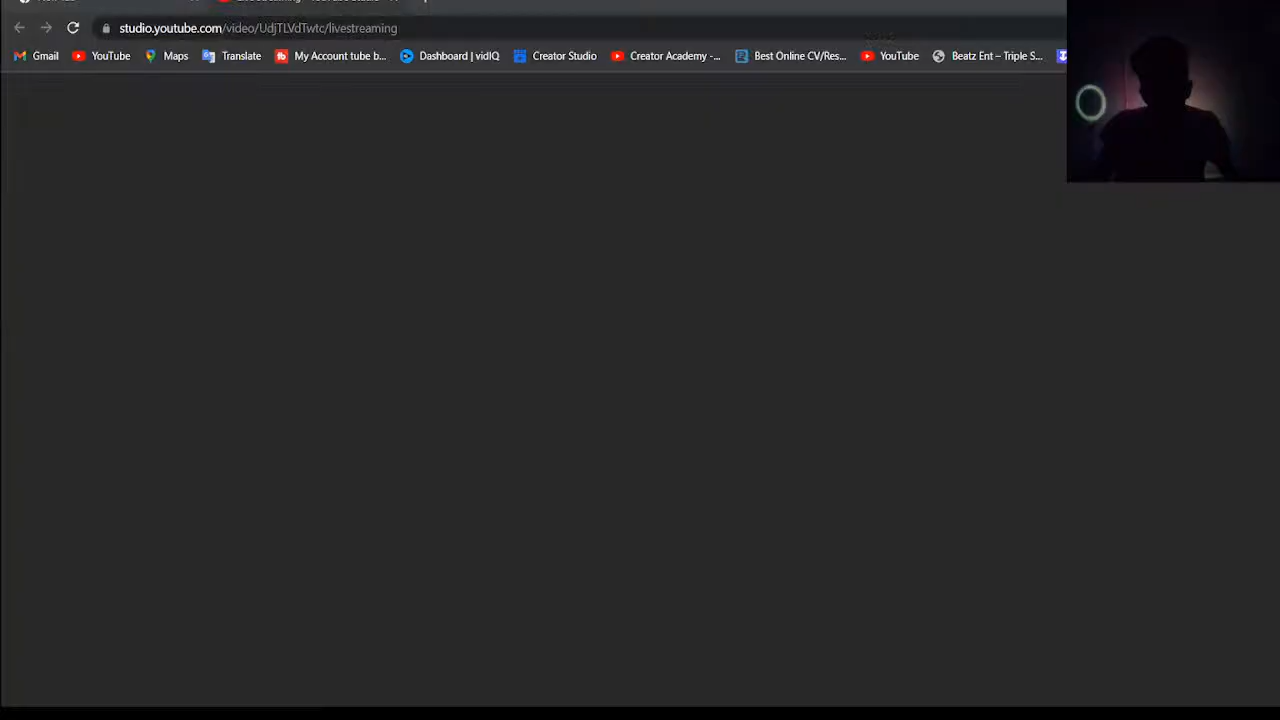 studio.youtube.com/video/UdjTLVdTwtc/livestreaming
Gmail YouTube Maps Translate My Account tube b... Dashboard | vidIQ Creator Studio Creator Academy -... Best Online CV/Res... YouTube Beatz Ent – Triple S...